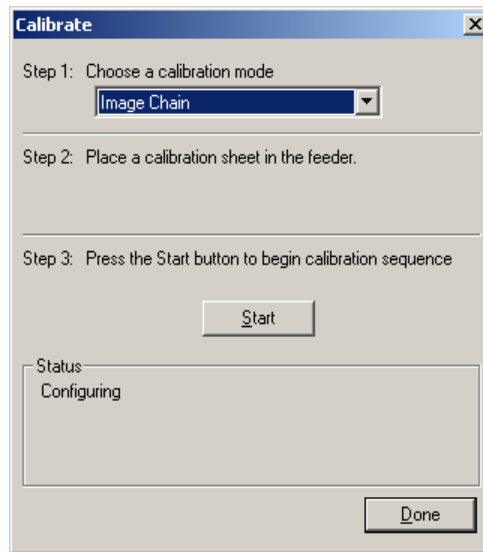 Calibrate
Step 1: Choose a calibration mode
Image Chain
Step 2: Place a calibration sheet in the feeder.
Step 3: Press the Start button to begin calibration sequence
Start
Status
Configuring
Done